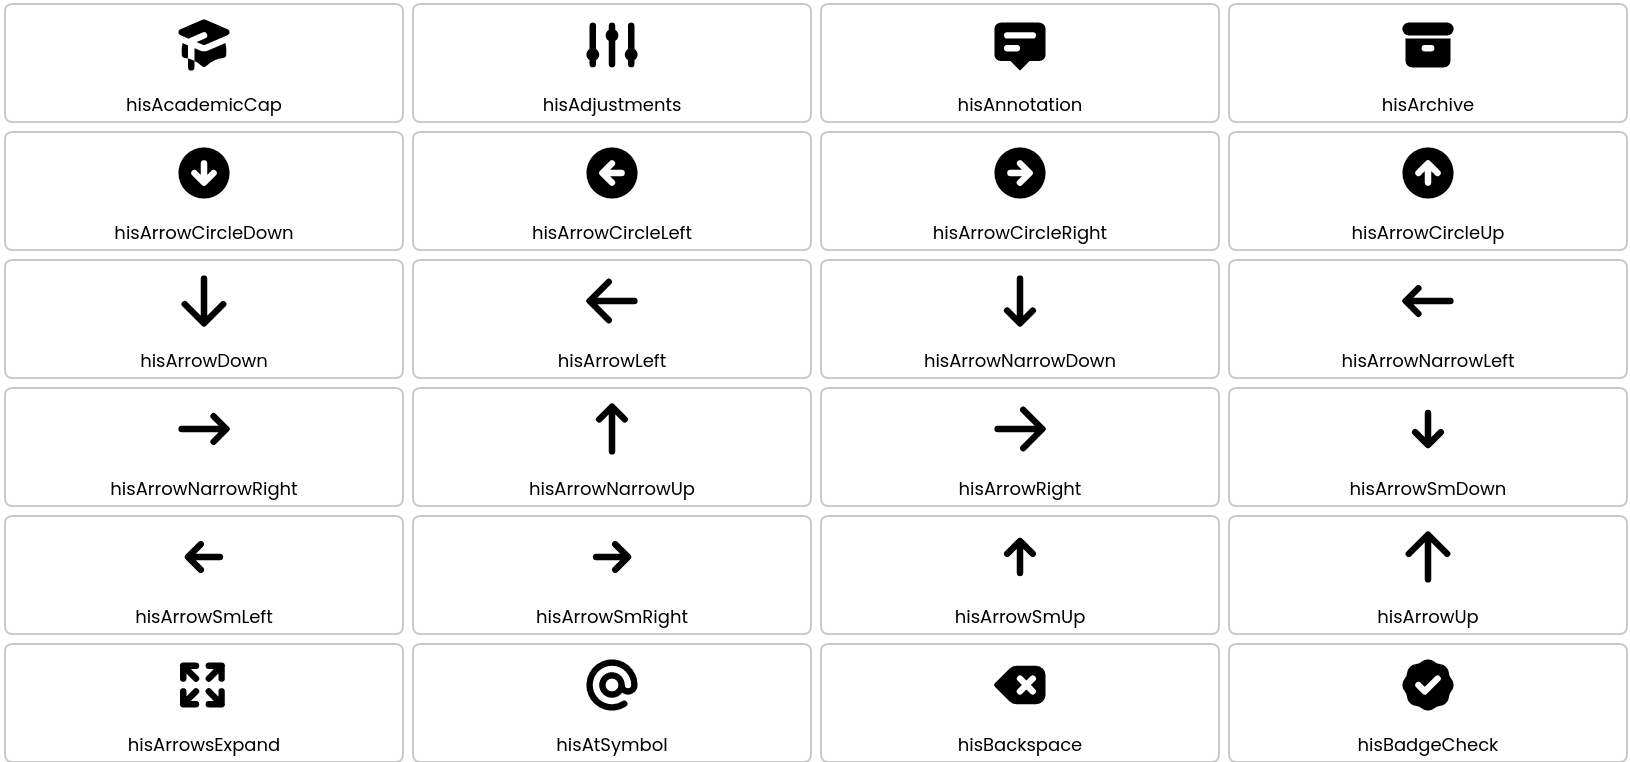 hisAcademicCap
hisAdjustments
hisAnnotation
hisArchive
hisArrowCircleDown
hisArrowCircleLeft
hisArrowCircleRight
hisArrowCircleUp
hisArrowDown
hisArrowLeft
hisArrowNarrowDown
hisArrowNarrowLeft
hisArrowNarrowRight
hisArrowNarrowUp
hisArrowRight
hisArrowSmDown
hisArrowSmLeft
hisArrowSmRight
hisArrowSmUp
hisArrowUp
hisArrowsExpand
hisAtSymbol
hisBackspace
hisBadgeCheck